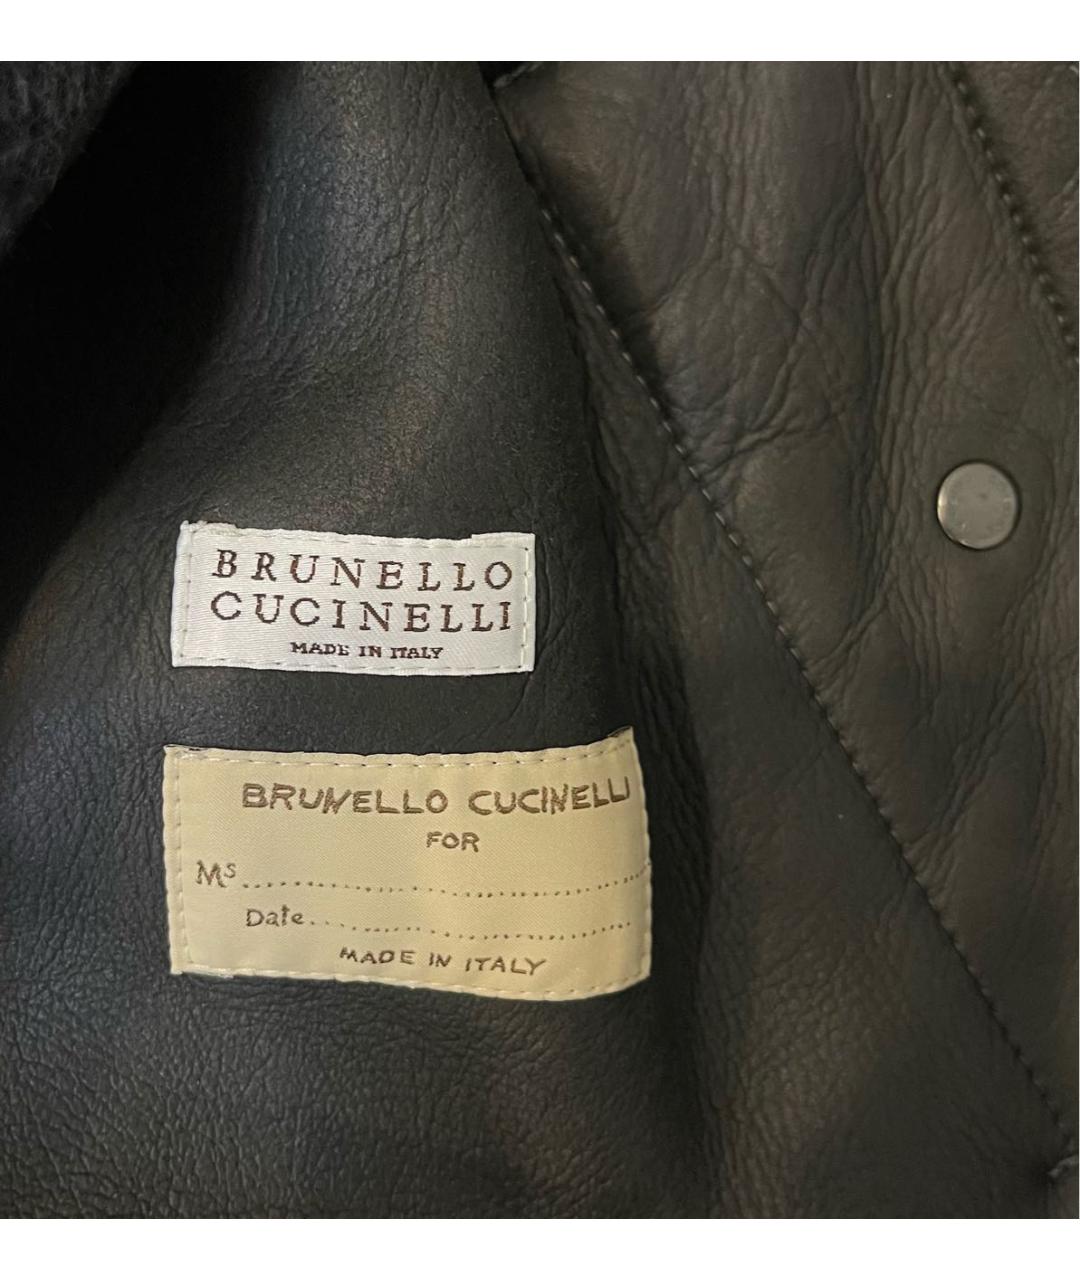 BRUNELLO
CUCINELLI
MADE IN ITALY
BRUNELLO CUCINELLI
FOR
Ms
Date
MADE IN ITALY